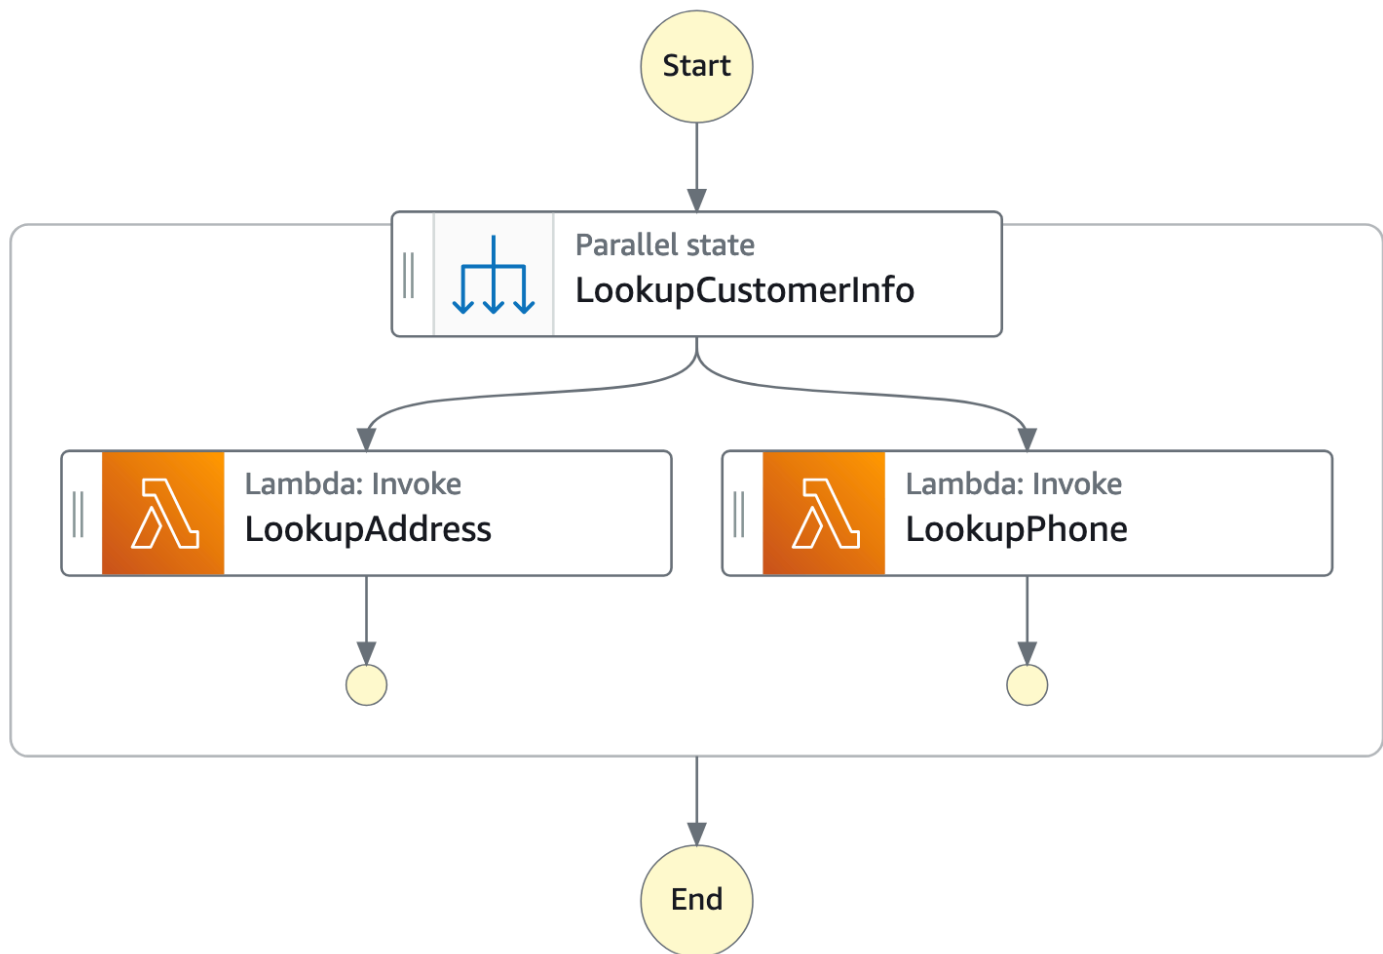 Start
Parallel state
LookupCustomerInfo
Lambda: Invoke
LookupAddress
Lambda: Invoke
LookupPhone
End